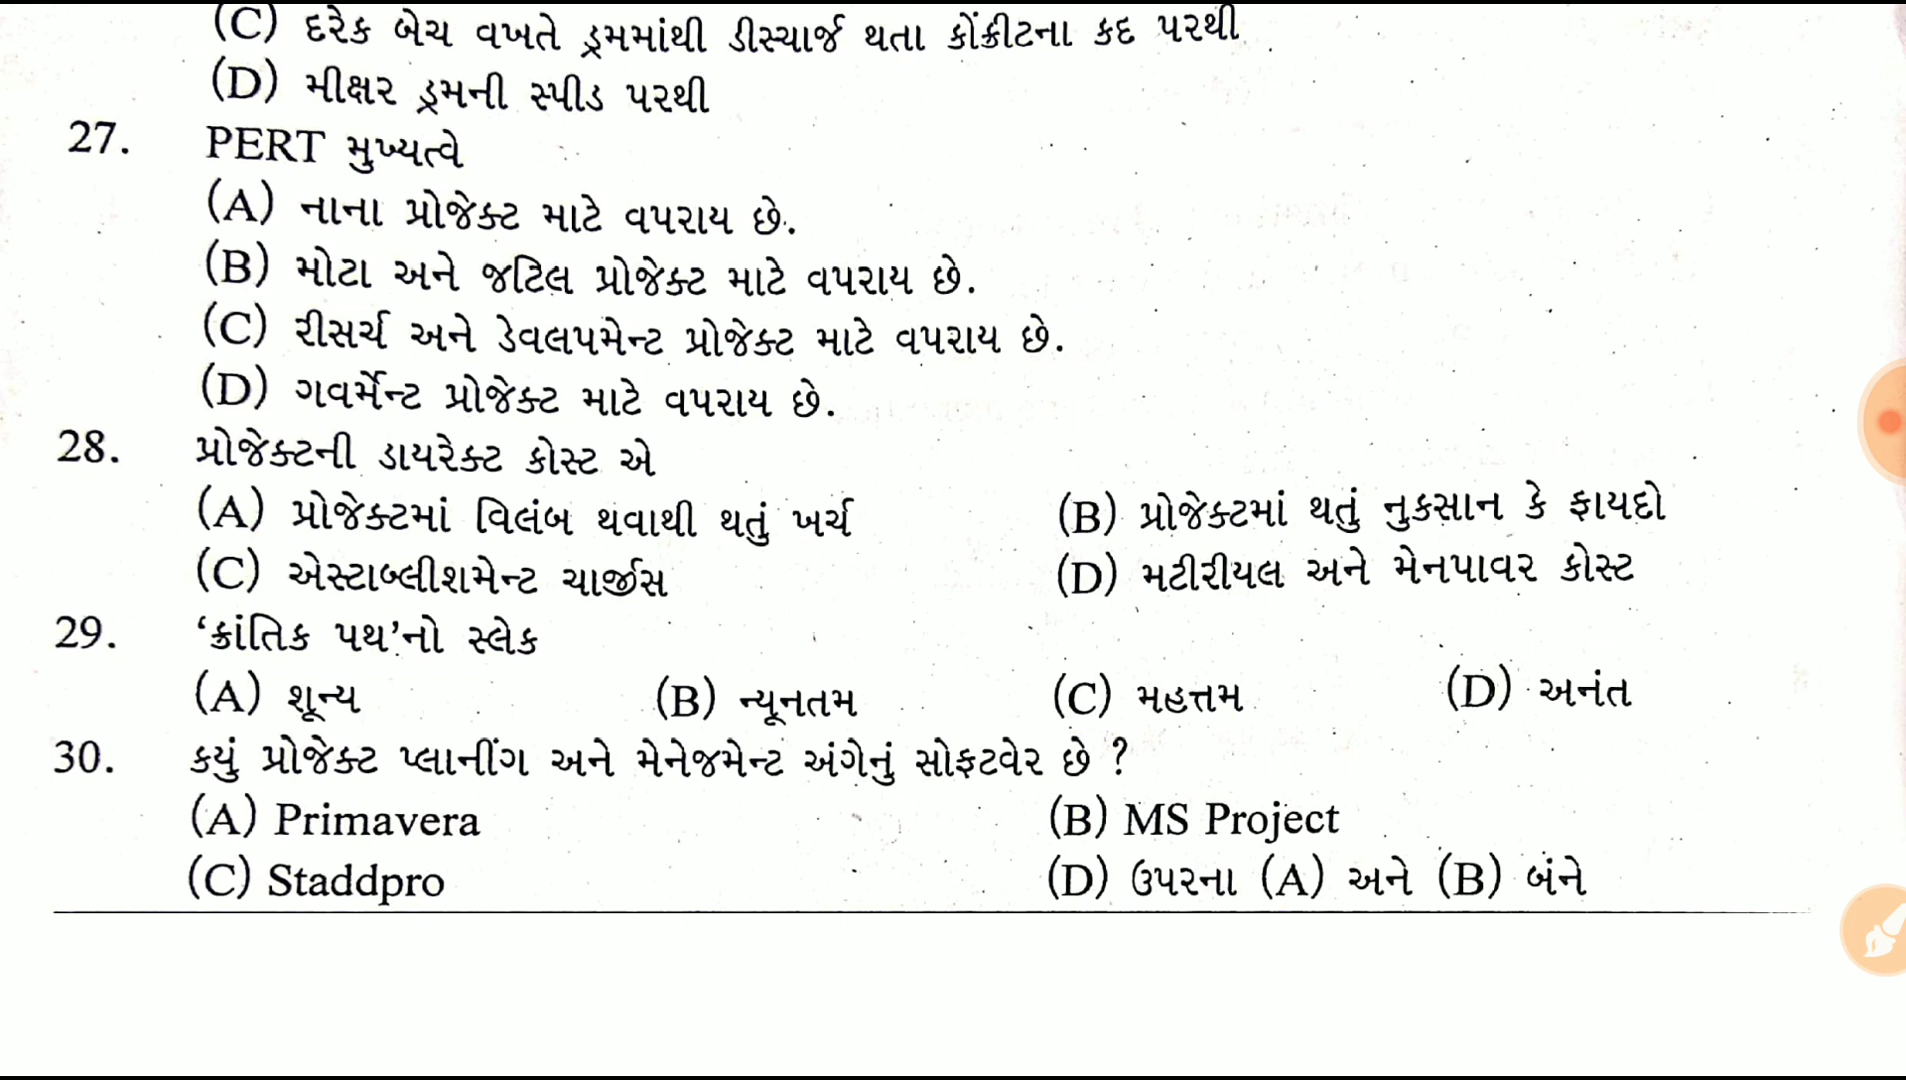 (C) દરેક બેચ વખતે ડ્રમમાંથી ડીસ્ચાર્જ થતા કોંક્રીટના કદ પરથી
(D) મીક્ષર ડ્રમની સ્પીડ પરથી
27. PERT મુખ્યત્વે
(A) નાના પ્રોજેક્ટ માટે વપરાય છે.
(B) મોટા અને જટિલ પ્રોજેક્ટ માટે વપરાય છે.
(C) રીસર્ચ અને ડેવલપમેન્ટ પ્રોજેક્ટ માટે વપરાય છે.
(D) ગવર્મેન્ટ પ્રોજેક્ટ માટે વપરાય છે.
28. પ્રોજેક્ટની ડાયરેક્ટ કોસ્ટ એ
(A) પ્રોજેક્ટમાં વિલંબ થવાથી થતું ખર્ચ (B) પ્રોજેક્ટમાં થતું નુકસાન કે ફાયદો
(C) એસ્ટાબ્લીશમેન્ટ ચાર્જીસ (D) મટીરીયલ અને મેનપાવર કોસ્ટ
29. ‘ક્રાંતિક પથ’નો સ્લેક
(A) શૂન્ય (B) ન્યૂનતમ (C) મહત્તમ (D) અનંત
30. કયું પ્રોજેક્ટ પ્લાનીંગ અને મેનેજમેન્ટ અંગેનું સોફટવેર છે ?
(A) Primavera (B) MS Project
(C) Staddpro (D) ઉપરના (A) અને (B) બંને